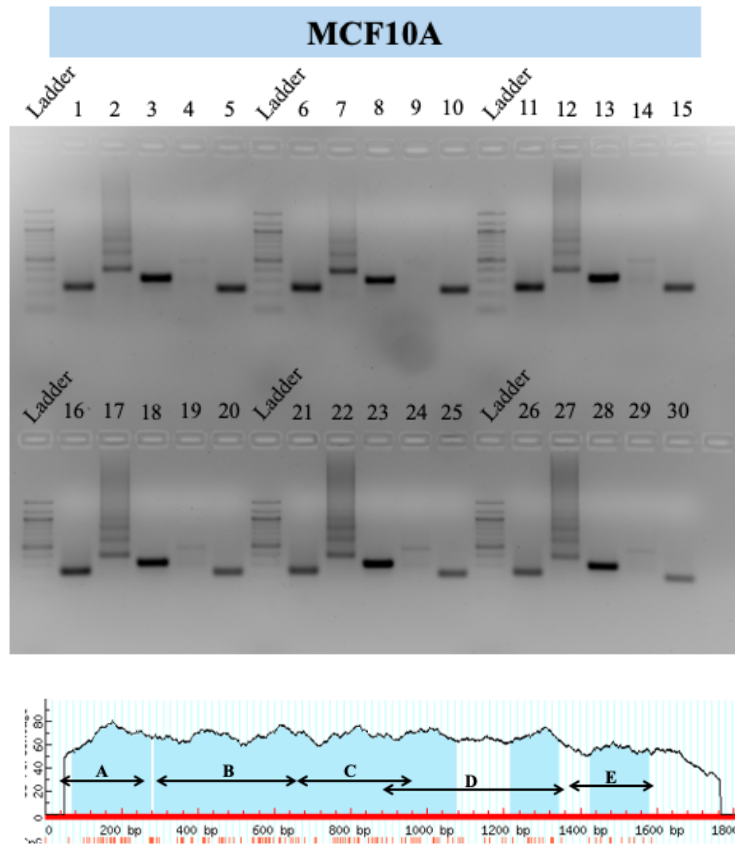 MCF10A
Ladder 1 2 3 4 5 Ladder 6 7 8 9 10 Ladder 11 12 13 14 15
Ladder 16 17 18 19 20 Ladder 21 22 23 24 25 Ladder 26 27 28 29 30
80
60
40
20
0
A B C D E
0 200 bp 400 bp 600 bp 800 bp 1000 bp 1200 bp 1400 bp 1600 bp 1800 bp